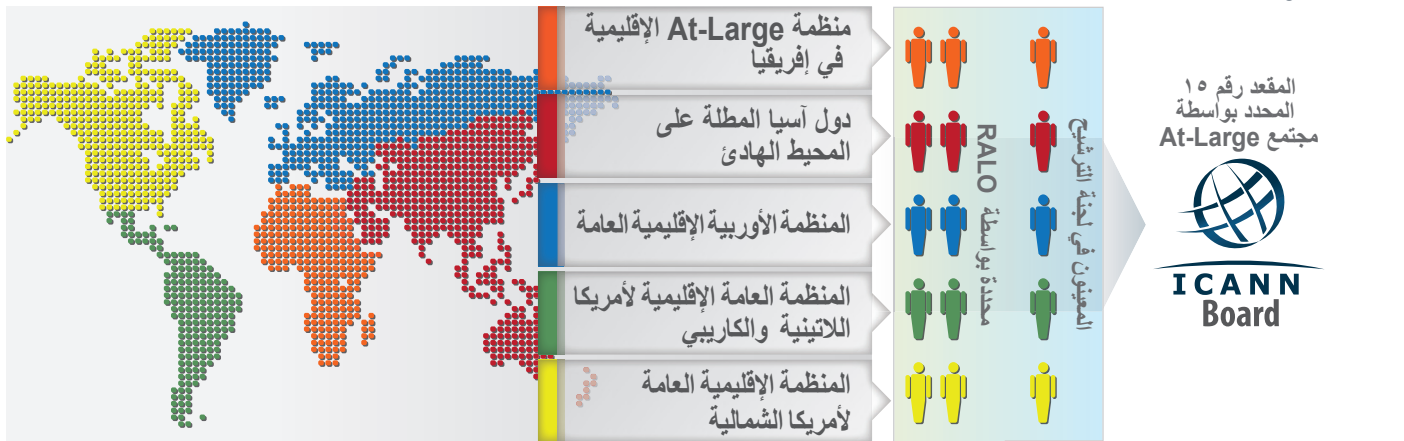 منظمة At-Large الإقليمية
في إفريقيا
دول آسيا المطلة على
المحيط الهادئ
المنظمة الأوربية الإقليمية العامة
المنظمة العامة الإقليمية لأمريكا
اللاتينية والكاريبي
المنظمة الإقليمية العامة
لأمريكا الشمالية
محددة بواسطة RALO
المعينون في لجنة الترشيح
المقعد رقم ١٥
المحدد بواسطة
مجتمع At-Large
ICANN
Board